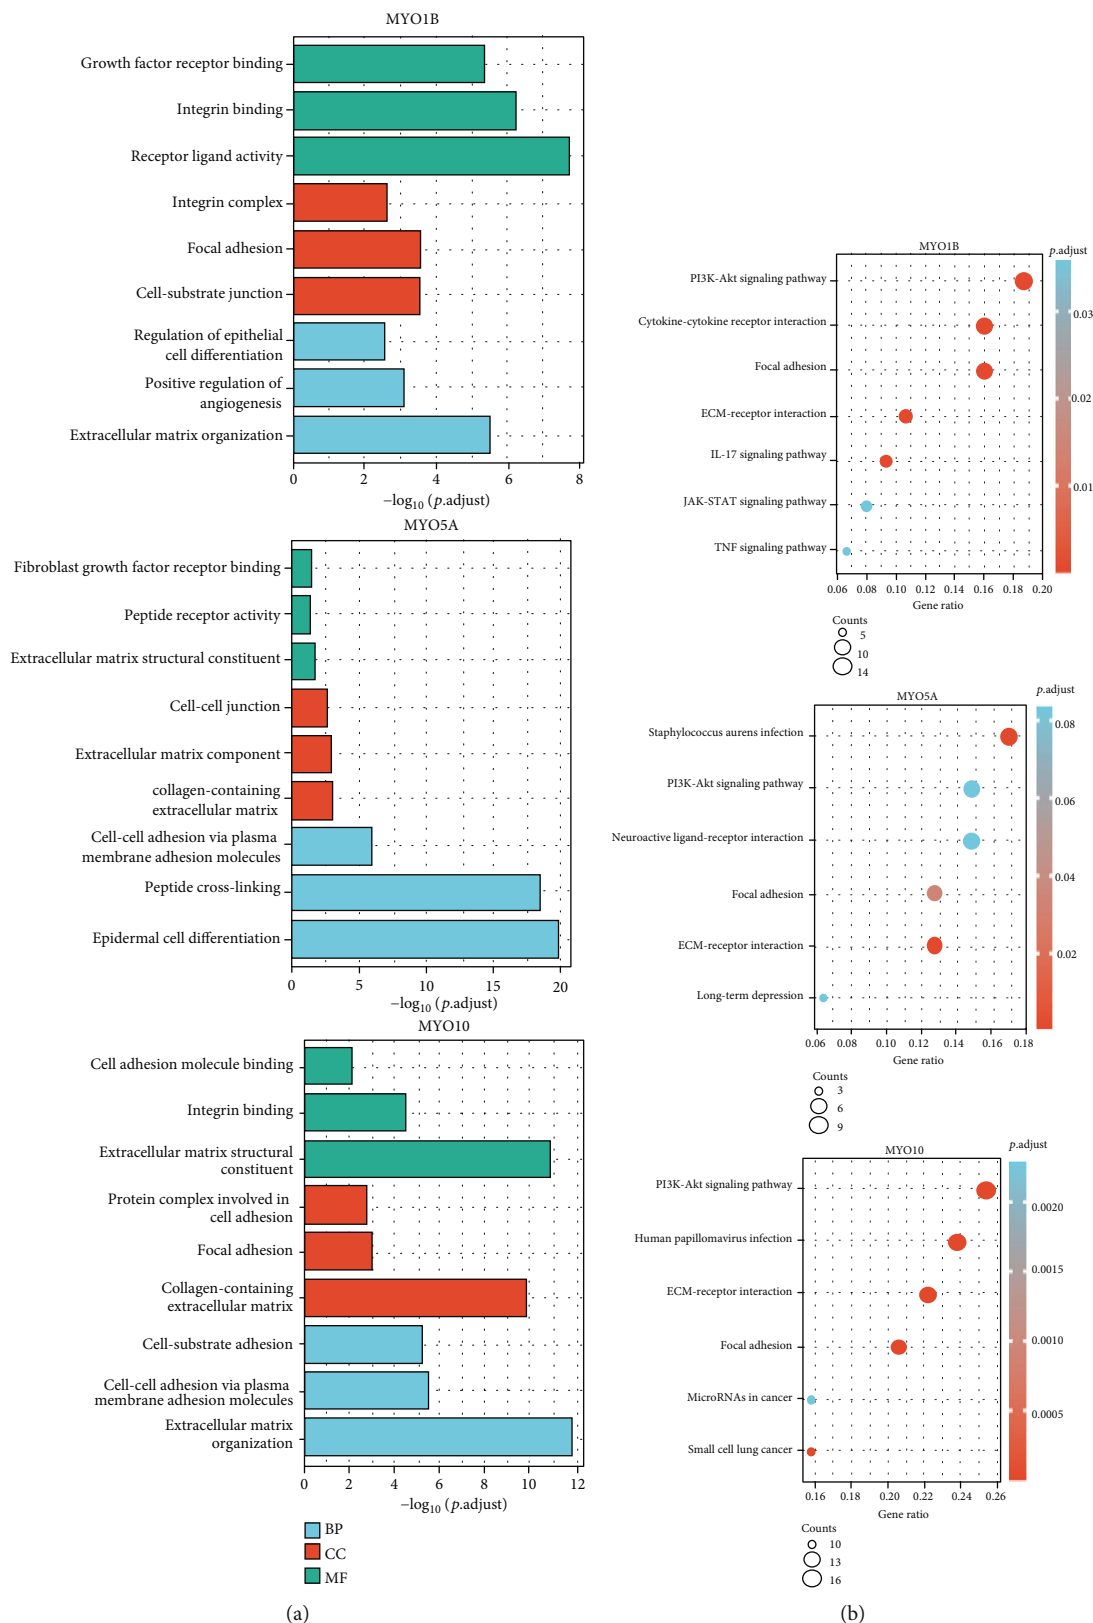 MYO1B
Growth factor receptor binding
Integrin binding
Receptor ligand activity
Integrin complex
Focal adhesion
Cell-substrate junction
Regulation of epithelial
cell differentiation
Positive regulation of
angiogenesis
Extracellular matrix organization
0 2 4 6 8
−log10 (p.adjust)
MYO5A
Fibroblast growth factor receptor binding
Peptide receptor activity
Extracellular matrix structural constituent
Cell-cell junction
Extracellular matrix component
collagen-containing
extracellular matrix
Cell-cell adhesion via plasma
membrane adhesion molecules
Peptide cross-linking
Epidermal cell differentiation
0 5 10 15 20
−log10 (p.adjust)
MYO10
Cell adhesion molecule binding
Integrin binding
Extracellular matrix structural
constituent
Protein complex involved in
cell adhesion
Focal adhesion
Collagen-containing
extracellular matrix
Cell-substrate adhesion
Cell-cell adhesion via plasma
membrane adhesion molecules
Extracellular matrix
organization
0 2 4 6 8 10 12
−log10 (p.adjust)
BP
CC
MF
(a)
MYO1B
PI3K-Akt signaling pathway
Cytokine-cytokine receptor interaction
Focal adhesion
ECM-receptor interaction
IL-17 signaling pathway
JAK-STAT signaling pathway
TNF signaling pathway
0.06 0.08 0.10 0.12 0.14 0.16 0.18 0.20
Gene ratio
p.adjust
0.03
0.02
0.01
Counts
5
10
14
MYO5A
Staphylococcus aurens infection
PI3K-Akt signaling pathway
Neuroactive ligand-receptor interaction
Focal adhesion
ECM-receptor interaction
Long-term depression
0.06 0.08 0.10 0.12 0.14 0.16 0.18
Gene ratio
p.adjust
0.08
0.06
0.04
0.02
Counts
3
6
9
MYO10
PI3K-Akt signaling pathway
Human papillomavirus infection
ECM-receptor interaction
Focal adhesion
MicroRNAs in cancer
Small cell lung cancer
0.16 0.18 0.20 0.22 0.24 0.26
Gene ratio
p.adjust
0.0020
0.0015
0.0010
0.0005
Counts
10
13
16
(b)